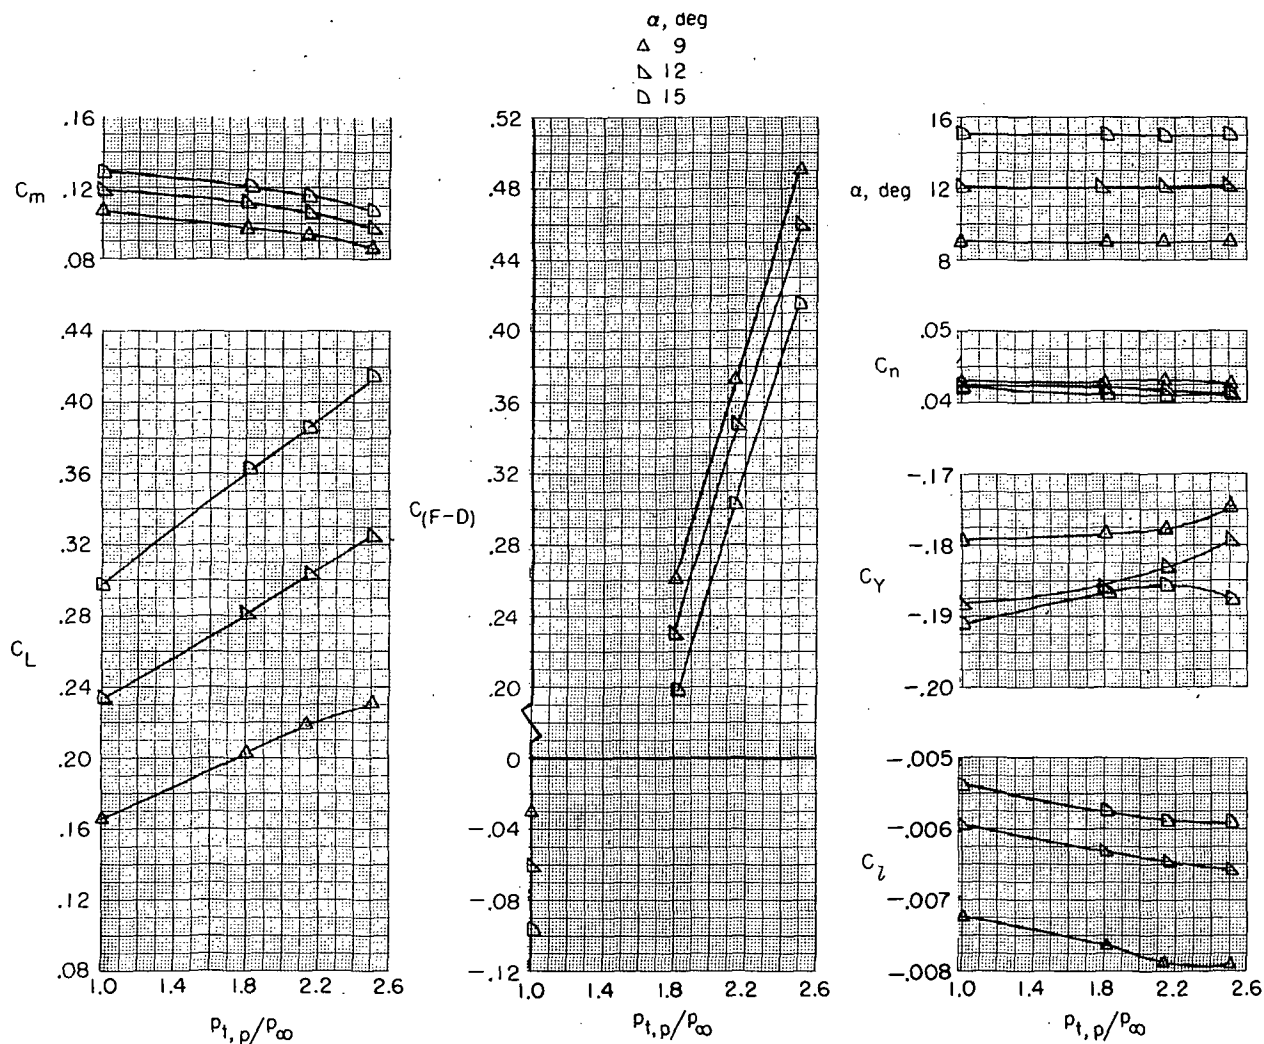 α, deg
9
12
15
.16
C_m .12
.08
.44
.40
.36
.32
.28
C_L
.24
.20
.16
.12
.08
1.0 1.4 1.8 2.2 2.6
p_t,p/p_∞
.52
.48
.44
.40
.36
.32
C_(F-D)
.28
.24
.20
0
-.04
-.08
-.12
1.0 1.4 1.8 2.2 2.6
p_t,p/p_∞
16
α, deg 12
8
.05
C_n
.04
-.17
-.18
C_Y
-.19
-.20
-.005
-.006
C_l
-.007
-.008
1.0 1.4 1.8 2.2 2.6
p_t,p/p_∞